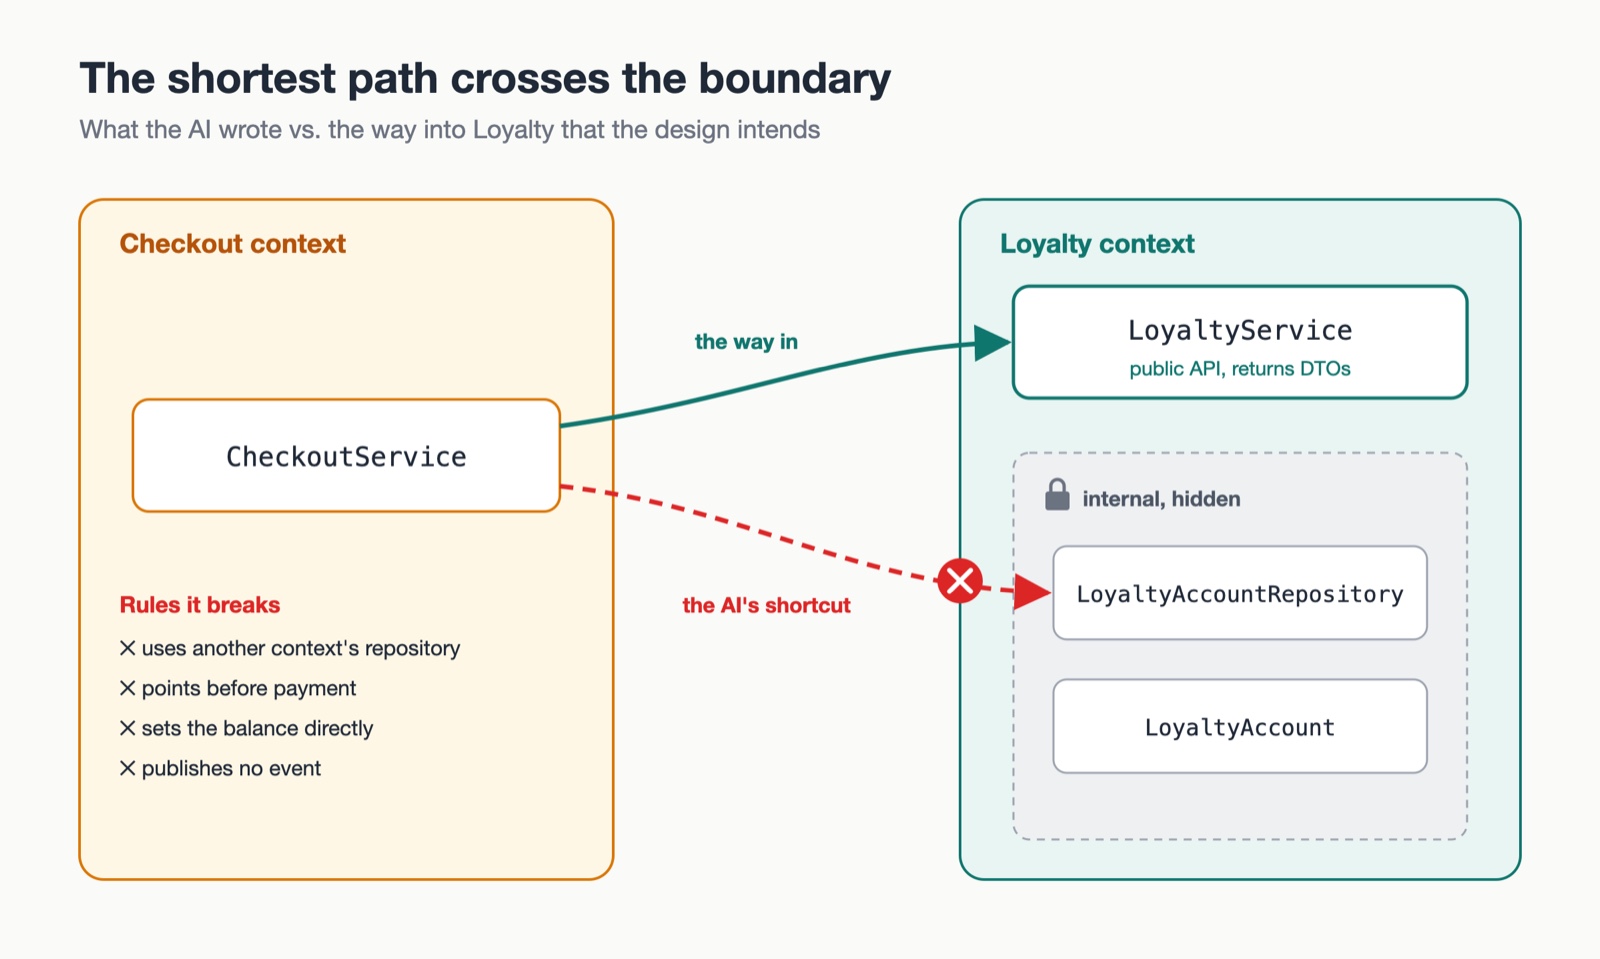 The shortest path crosses the boundary
What the AI wrote vs. the way into Loyalty that the design intends
Checkout context
CheckoutService
Rules it breaks
× uses another context's repository
× points before payment
× sets the balance directly
× publishes no event
the way in
the AI's shortcut
Loyalty context
LoyaltyService
public API, returns DTOs
internal, hidden
LoyaltyAccountRepository
LoyaltyAccount